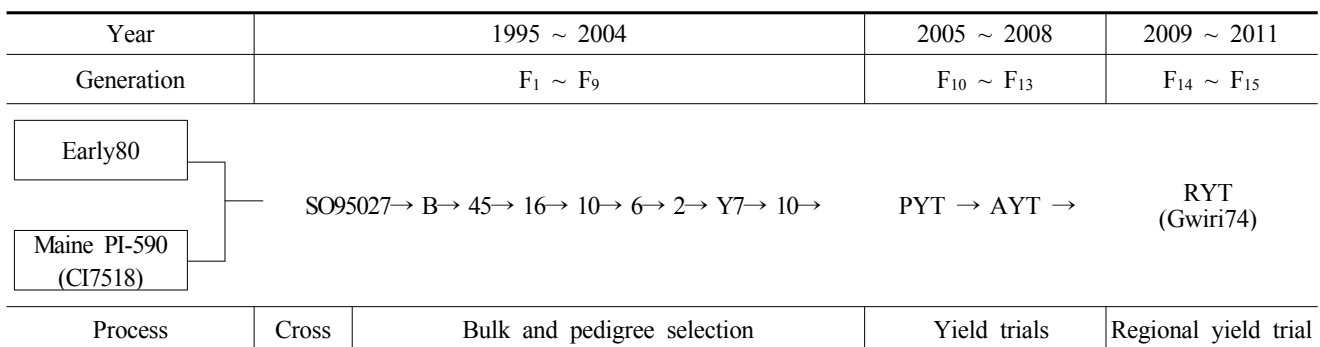 Year 1995 ~ 2004 2005 ~ 2008 2009 ~ 2011
Generation F₁ ~ F₉ F₁₀ ~ F₁₃ F₁₄ ~ F₁₅
Early80
SO95027→ B→ 45→ 16→ 10→ 6→ 2→ Y7→ 10→ PYT → AYT → RYT
(Gwiri74)
Maine PI-590
(CI7518)
Process Cross Bulk and pedigree selection Yield trials Regional yield trial